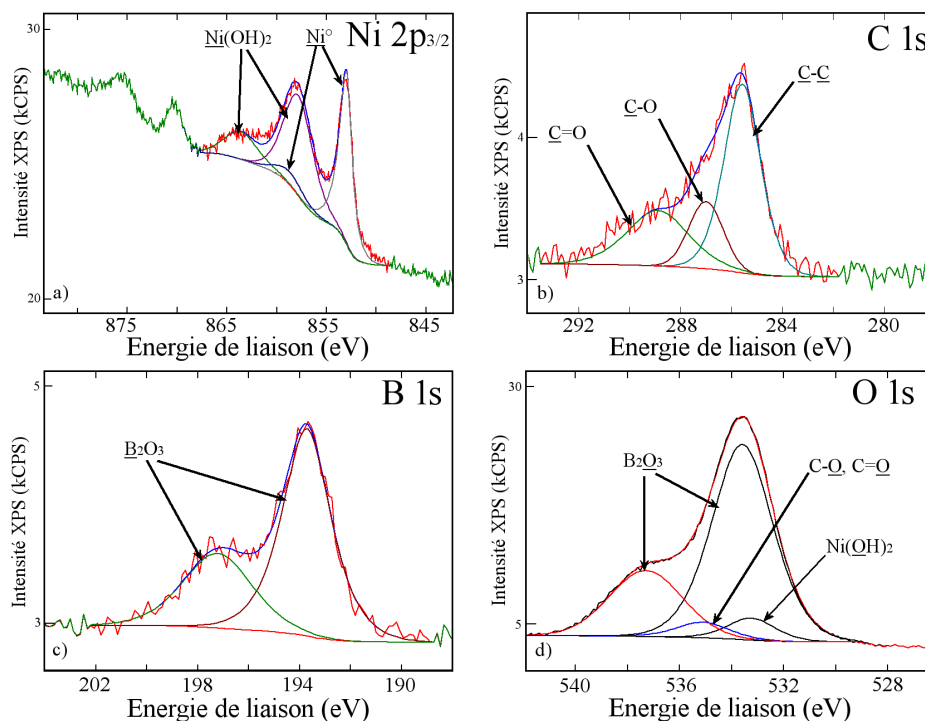 Ni 2p3/2
Intensité XPS (kCPS)
30
20
Ni(OH)2
Ni°
a)
875
865
855
845
Energie de liaison (eV)
C 1s
Intensité XPS (kCPS)
4
3
C=O
C-O
C-C
b)
292
288
284
280
Energie de liaison (eV)
B 1s
Intensité XPS (kCPS)
5
3
B2O3
c)
202
198
194
190
Energie de liaison (eV)
O 1s
Intensité XPS (kCPS)
30
5
B2O3
C-O, C=O
Ni(OH)2
d)
540
536
532
528
Energie de liaison (eV)